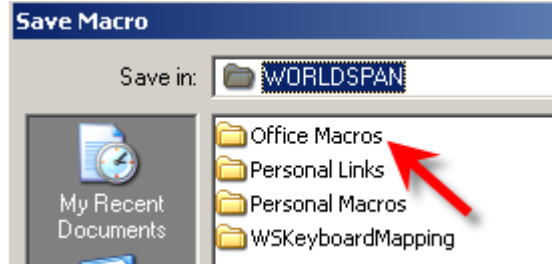 Save Macro
Save in: WORLDSPAN
Office Macros
Personal Links
Personal Macros
WSKeyboardMapping
My Recent
Documents